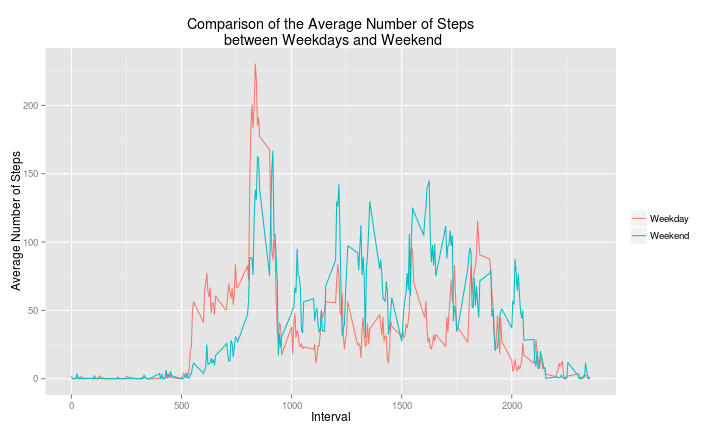 Comparison of the Average Number of Steps
between Weekdays and Weekend
Average Number of Steps
200
150
100
50
0
0
500
1000
1500
2000
Interval
Weekday
Weekend